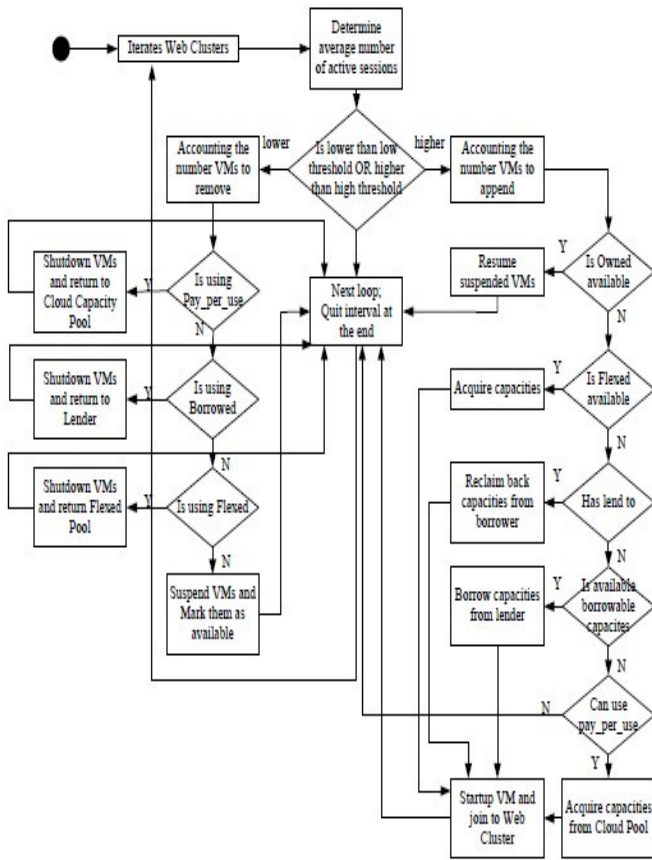 Iterates Web Clusters
Determine
average number
of active sessions
Is lower than low
threshold OR higher
than high threshold
lower
higher
Accounting the
number VMs to
remove
Accounting the
number VMs to
append
Is using
Pay_per_use
Y
N
Shutdown VMs
and return to
Cloud Capacity
Pool
Is using
Borrowed
Y
N
Shutdown VMs
and return to
Lender
Is using Flexed
Y
N
Shutdown VMs
and return Flexed
Pool
Suspend VMs and
Mark them as
available
Next loop;
Quit interval at
the end
Is Owned
available
Y
N
Resume
suspended VMs
Is Flexed
available
Y
N
Acquire capacities
Has lend to
Y
N
Reclaim back
capacities from
borrower
Is available
borrowable
capacites
Y
N
Borrow capacities
from lender
Can use
pay_per_use
N
Y
Startup VM and
join to Web
Cluster
Acquire capacities
from Cloud Pool